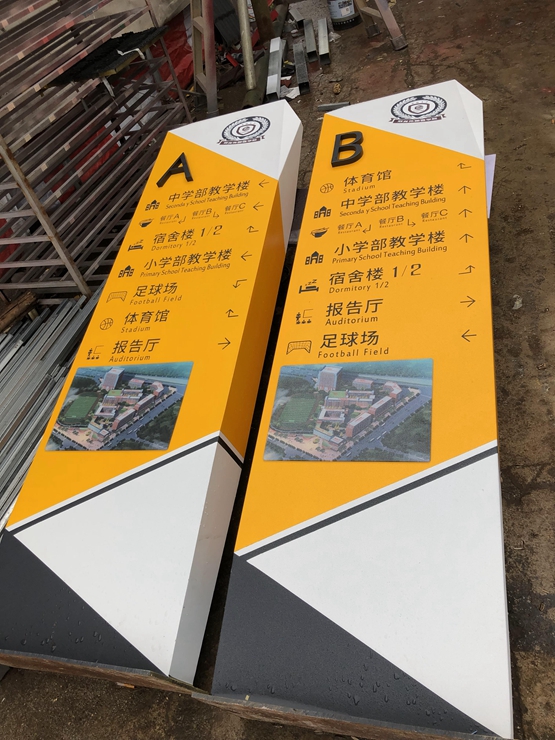 A
中学部教学楼 ←
Seconda y School Teaching Building
餐厅A 餐厅B 餐厅C
宿舍楼 1/2
Dormitory 1/2
小学部教学楼 ←
Primary School Teaching Building
足球场
Football Field
体育馆
Stadium
报告厅 →
Auditorium
B
体育馆
Stadium
中学部教学楼 ↑
Seconda y School Teaching Building
餐厅A 餐厅B 餐厅C ↑
小学部教学楼 ↑
Primary School Teaching Building
宿舍楼 1/2
Dormitory 1/2
报告厅 →
Auditorium
足球场 ←
Football Field